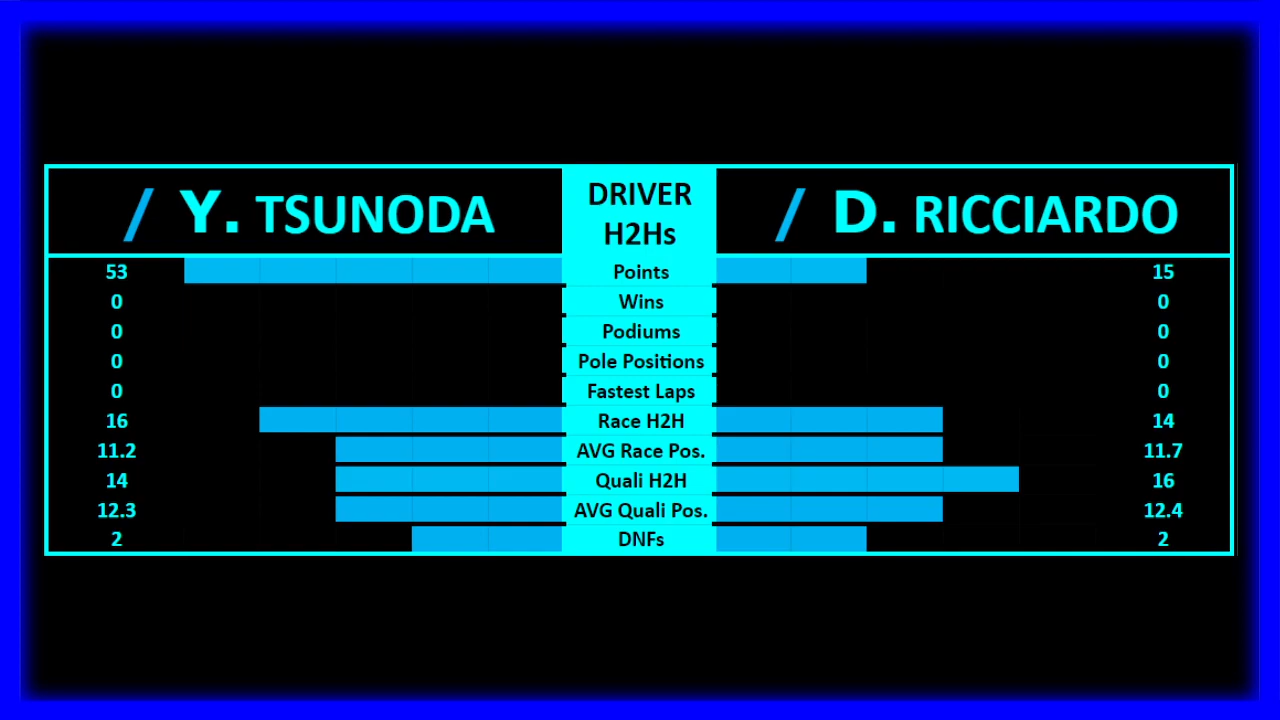 / Y. TSUNODA DRIVER H2Hs / D. RICCIARDO
53 Points 15
0 Wins 0
0 Podiums 0
0 Pole Positions 0
0 Fastest Laps 0
16 Race H2H 14
11.2 AVG Race Pos. 11.7
14 Quali H2H 16
12.3 AVG Quali Pos. 12.4
2 DNFs 2